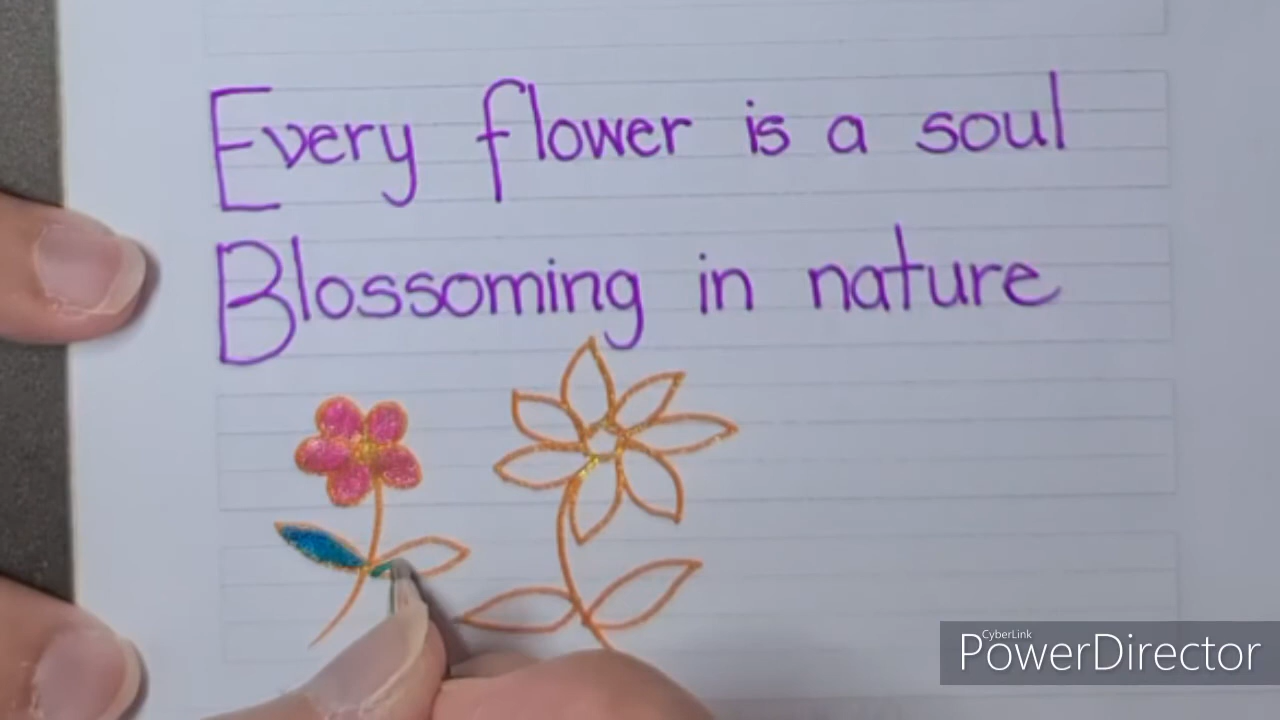 Every flower is a soul
Blossoming in nature
CyberLink
PowerDirector